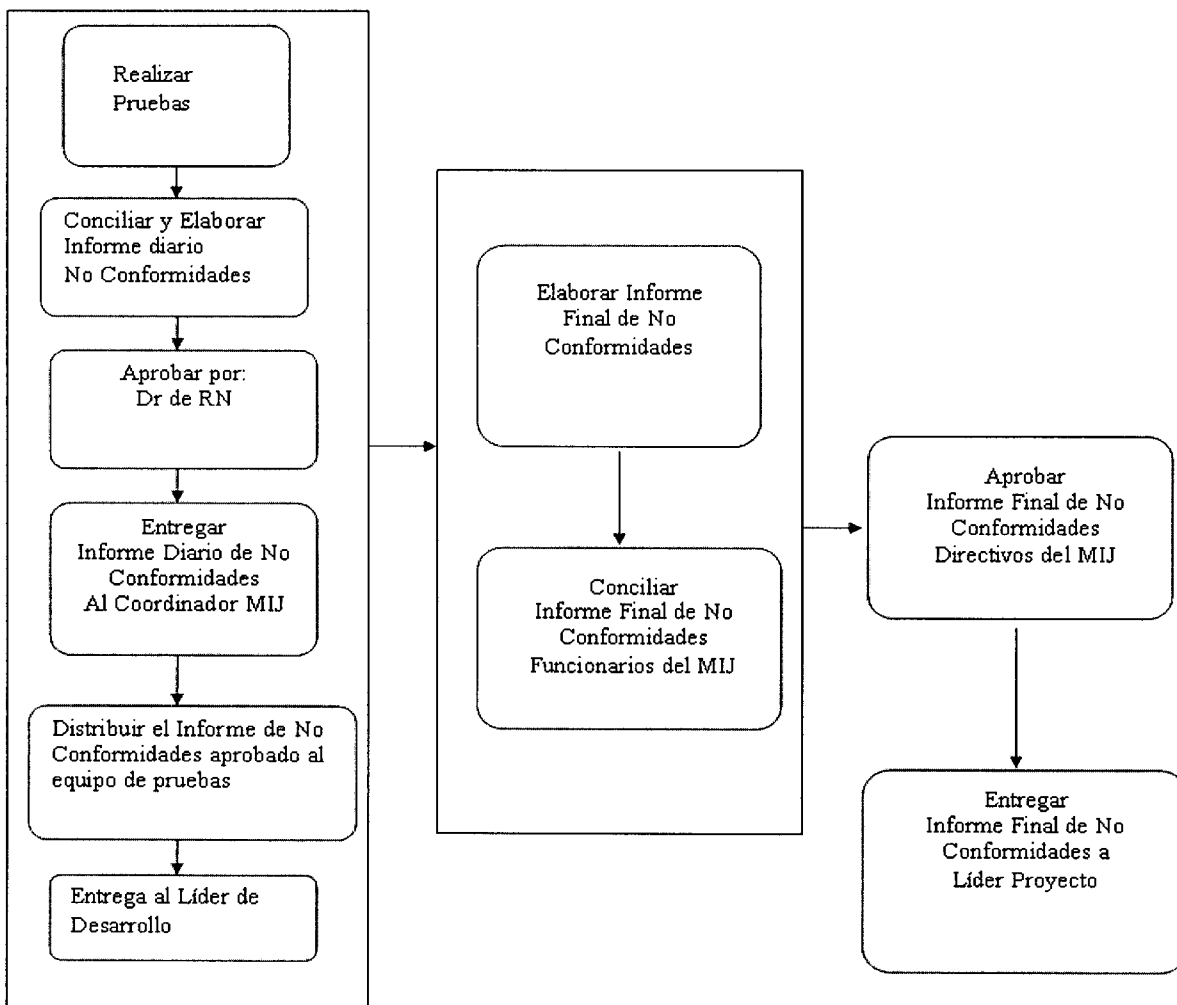 Realizar
Pruebas
Conciliar y Elaborar
Informe diario
No Conformidades
Aprobar por:
Dr de RN
Entregar
Informe Diario de No
Conformidades
Al Coordinador MIJ
Distribuir el Informe de No
Conformidades aprobado al
equipo de pruebas
Entrega al Líder de
Desarrollo
Elaborar Informe
Final de No
Conformidades
Conciliar
Informe Final de No
Conformidades
Funcionarios del MIJ
Aprobar
Informe Final de No
Conformidades
Directivos del MIJ
Entregar
Informe Final de No
Conformidades a
Líder Proyecto